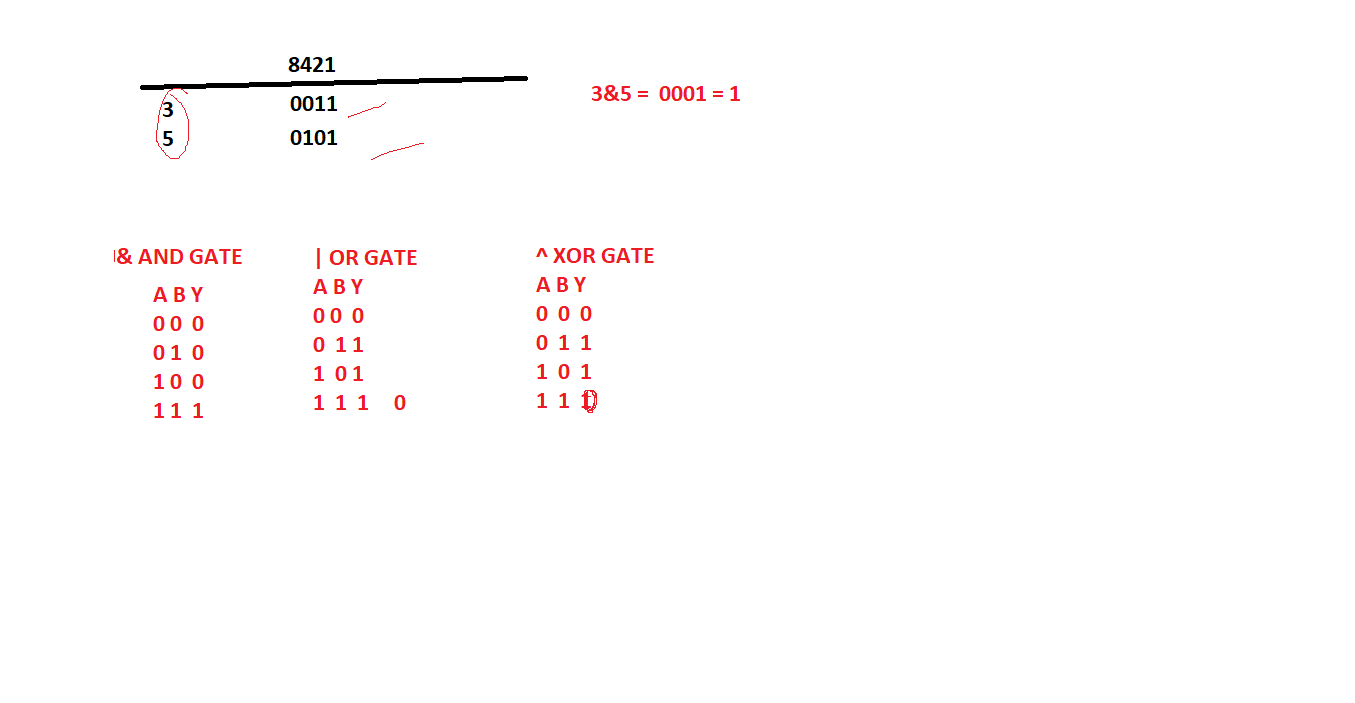 8421
3 0011
5 0101
3&5 = 0001 = 1
& AND GATE
A B Y
0 0 0
0 1 0
1 0 0
1 1 1
| OR GATE
A B Y
0 0 0
0 1 1
1 0 1
1 1 1 0
^ XOR GATE
A B Y
0 0 0
0 1 1
1 0 1
1 1